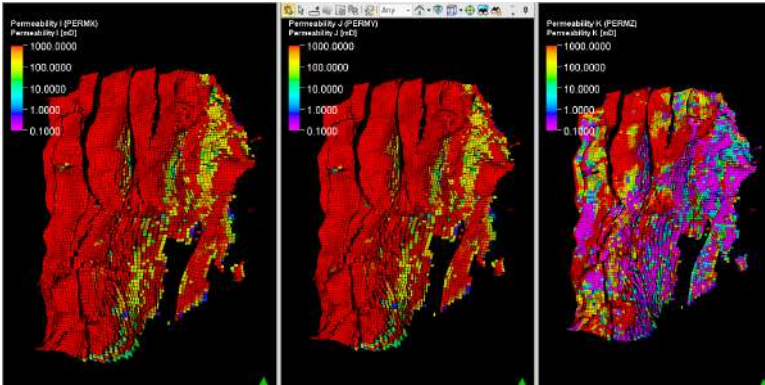 Permeability I (PERMX)
Permeability I [mD]
1000.0000
100.0000
10.0000
1.0000
0.1000
Any
Permeability J (PERMY)
Permeability J [mD]
1000.0000
100.0000
10.0000
1.0000
0.1000
Permeability K (PERMZ)
Permeability K [mD]
1000.0000
100.0000
10.0000
1.0000
0.1000